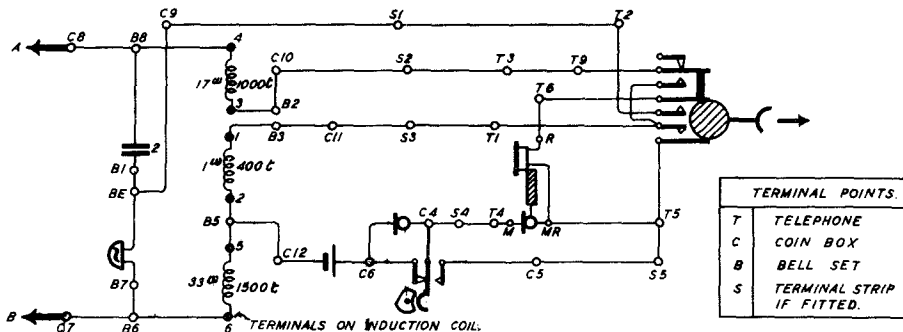 C9 S1 T2
A C8 B8 4
17ω 1000t
C10 S2 T3 T9
3 B2
T6
1 B3 C11 S3 T1
R
2
B1
BE
1ω 400t
2
B5
C4 S4 T4 M MR T5
5
C12 C6 C5 S5
33ω 1500t
B7
B C7 B6 6
TERMINALS ON INDUCTION COIL.
TERMINAL POINTS.
T TELEPHONE
C COIN BOX
B BELL SET
S TERMINAL STRIP
IF FITTED.